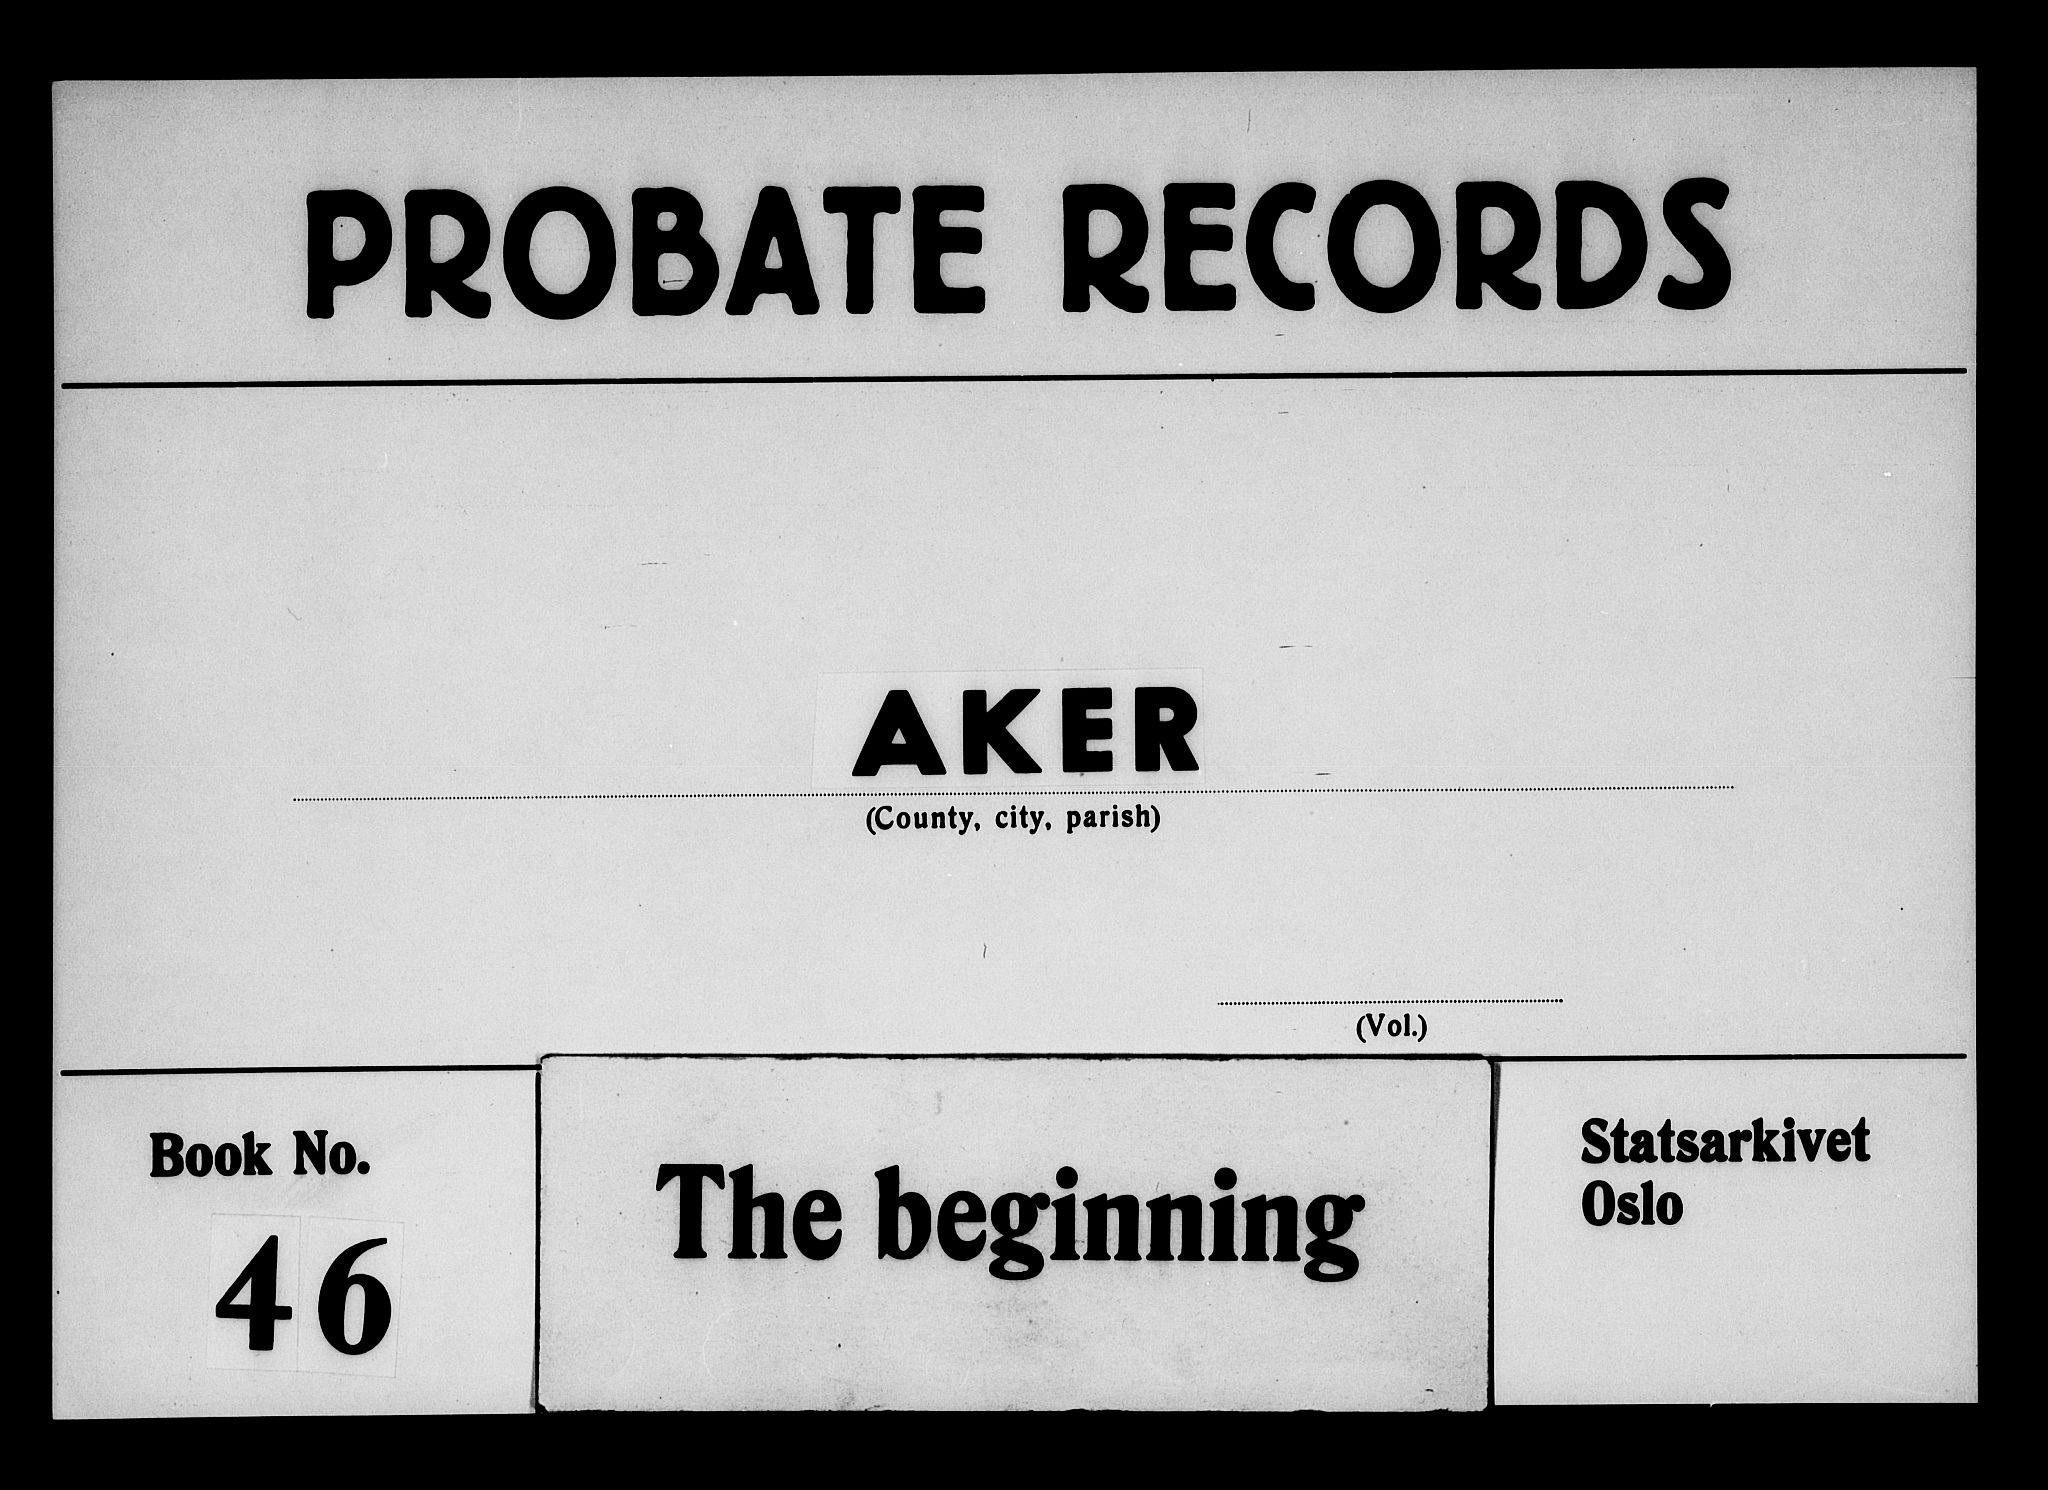 PROBATE RECORDS
AKER
(County, city, parish)
(Vol.)
Book No.
46
The beginning
Statsarkivet
Oslo